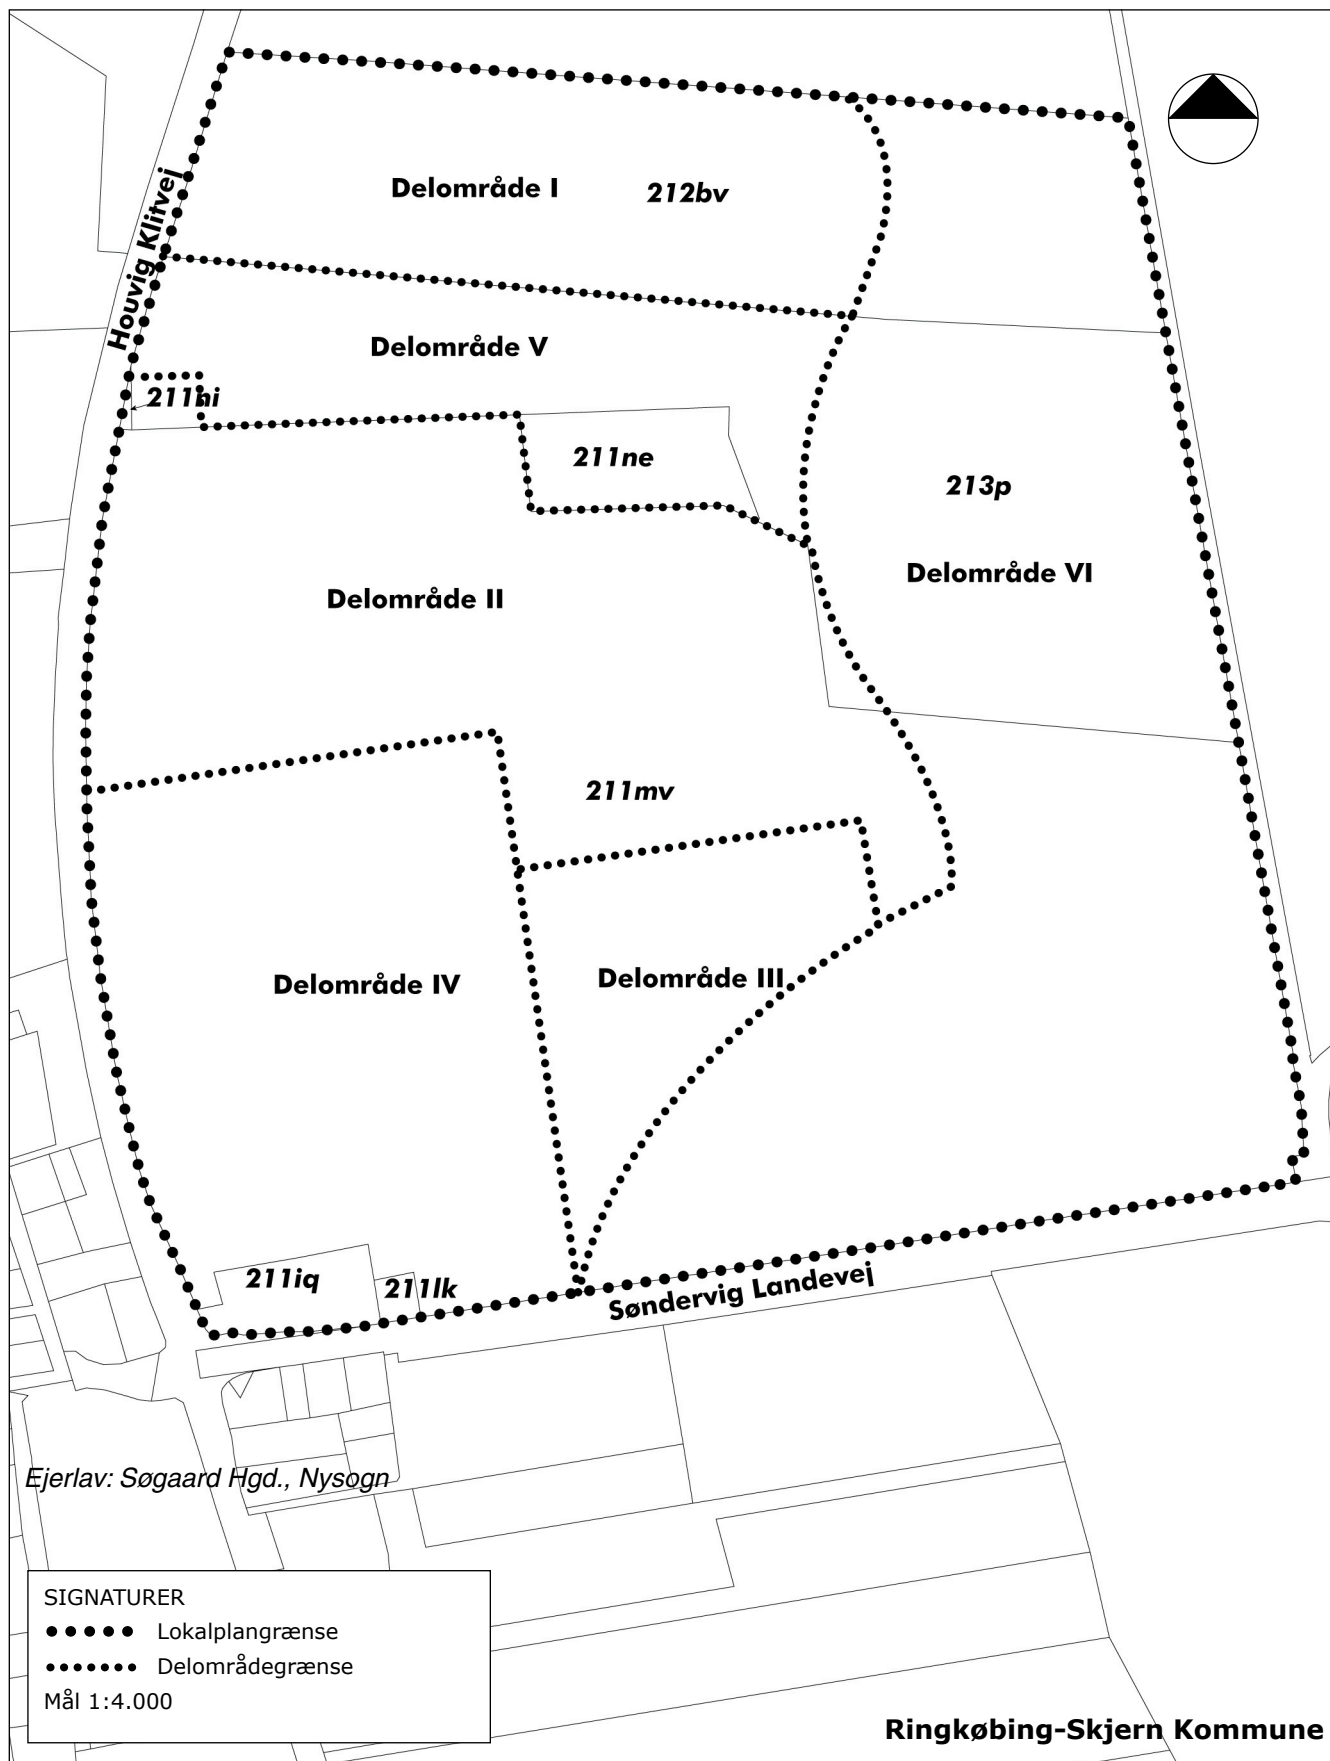 Delområde I
212bv
Houvig Klitvej
Delområde V
211hi
211ne
213p
Delområde VI
Delområde II
211mv
Delområde IV
Delområde III
211iq
211lk
Søndervig Landevej
Ejerlav: Søgaard Hgd., Nysogn
SIGNATURER
Lokalplangrænse
Delområdegrænse
Mål 1:4.000
Ringkøbing-Skjern Kommune